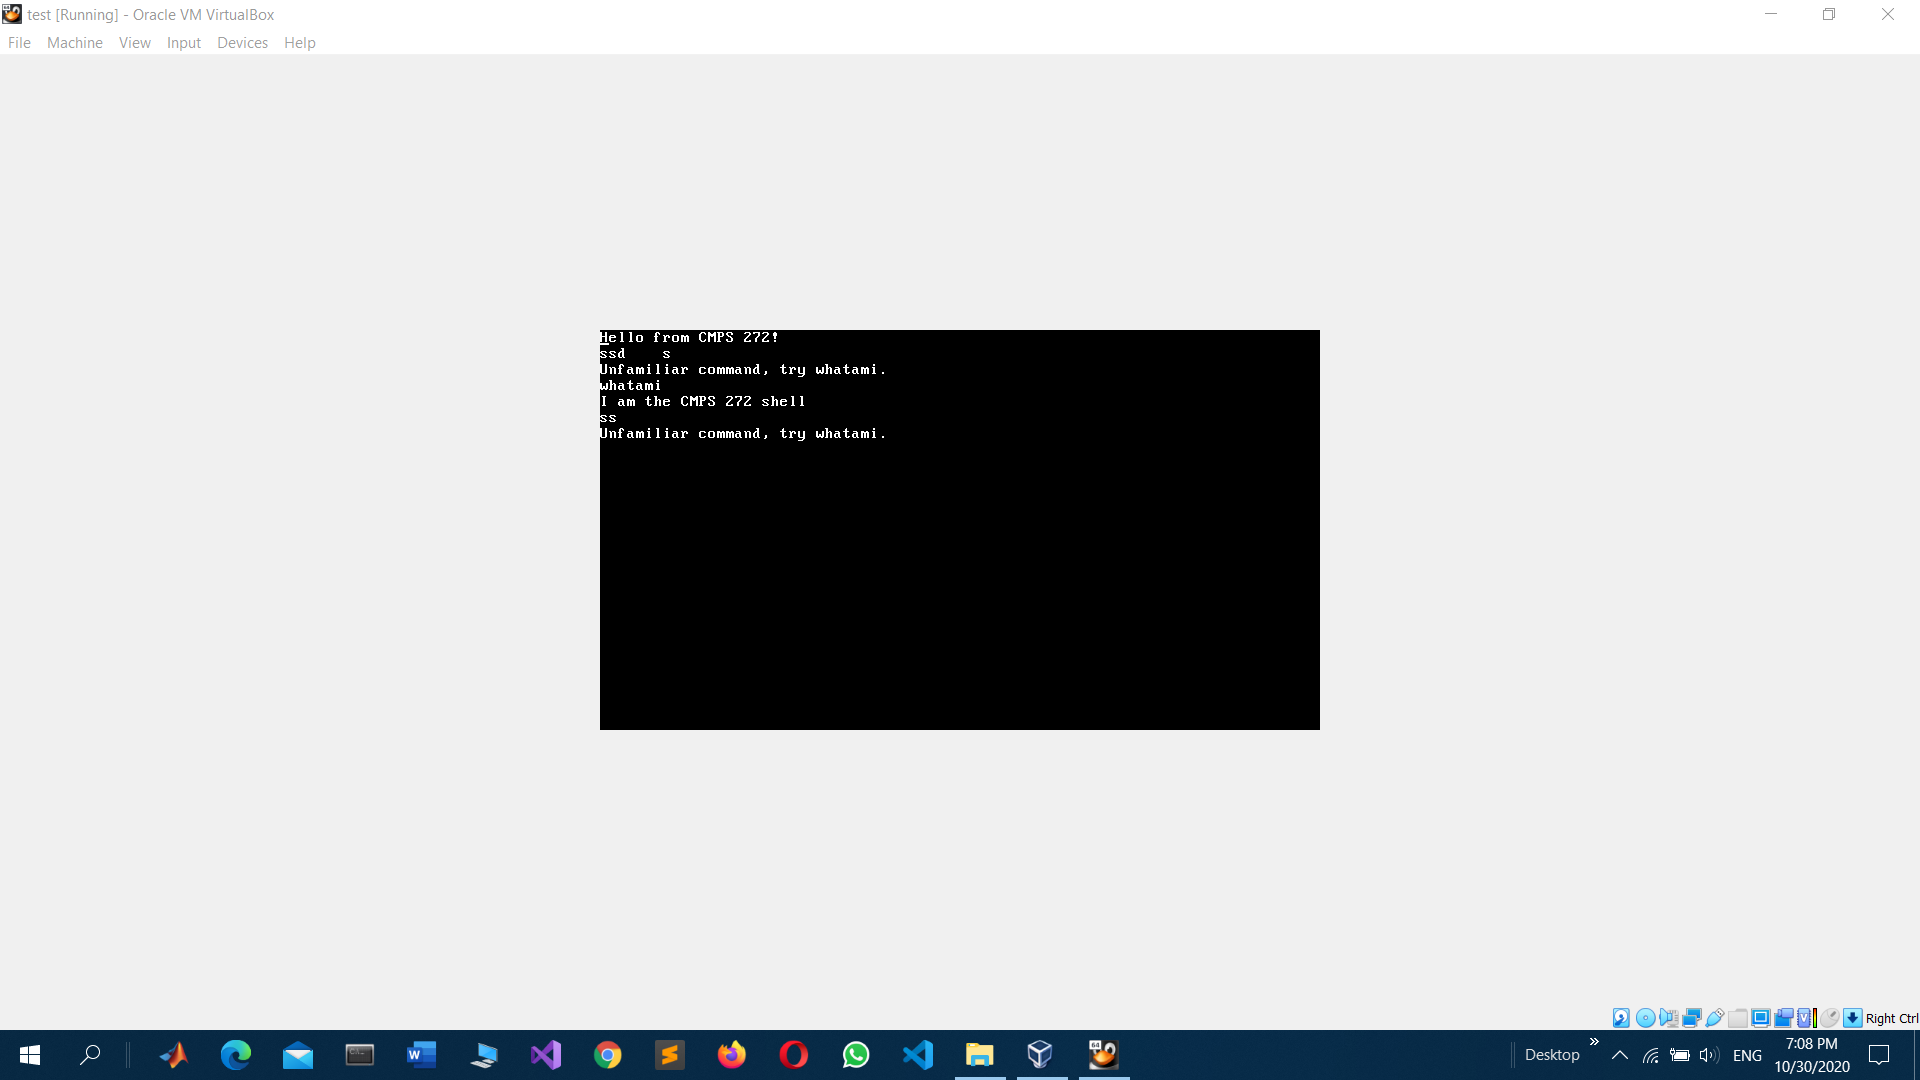 test [Running] - Oracle VM VirtualBox
File Machine View Input Devices Help
Hello from CMPS 272!
ssd    s
Unfamiliar command, try whatami.
whatami
I am the CMPS 272 shell
ss
Unfamiliar command, try whatami.
Right Ctrl
Desktop
ENG
7:08 PM
10/30/2020